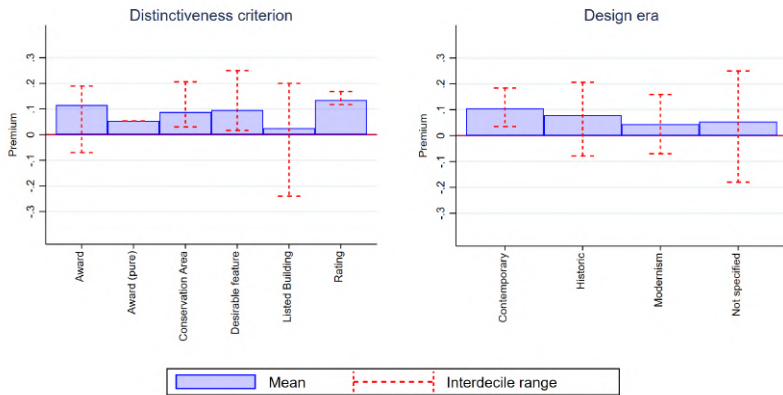 Distinctiveness criterion
Design era
Premium
.3
.2
.1
0
-.1
-.2
-.3
Award
Award (pure)
Conservation Area
Desirable feature
Listed Building
Rating
Premium
.3
.2
.1
0
-.1
-.2
-.3
Contemporary
Historic
Modernism
Not specified
Mean
Interdecile range